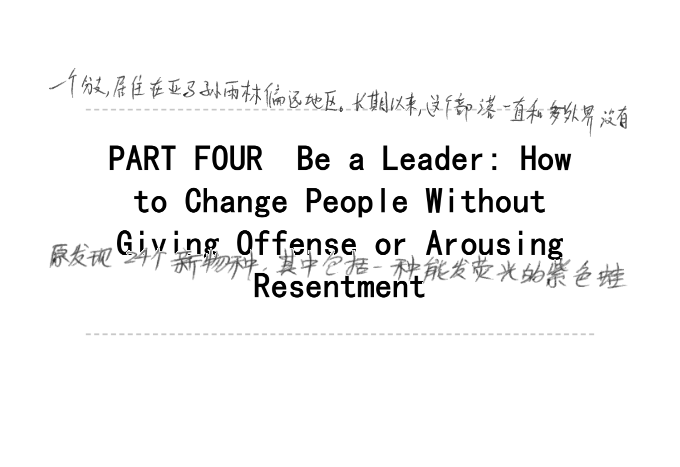 一个分支,居住在亚马孙雨林偏远地区。长期以来,这个部落一直和外界没有
PART FOUR  Be a Leader: How
to Change People Without
Giving Offense or Arousing
原发现24个新物种,其中包括一种能发荧光的紫色蛙
Resentment